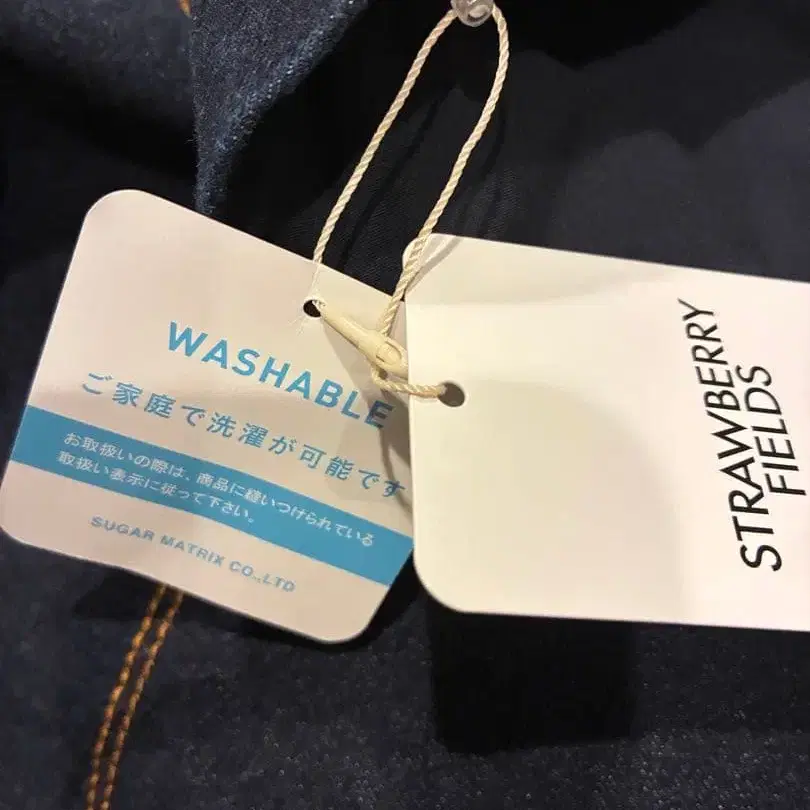 WASHABLE
ご家庭で洗濯が可能です
お取扱いの際は、商品に縫いつけられている
取扱い表示に従って下さい。
SUGAR MATRIX CO.,LTD
STRAWBERRY
FIELDS